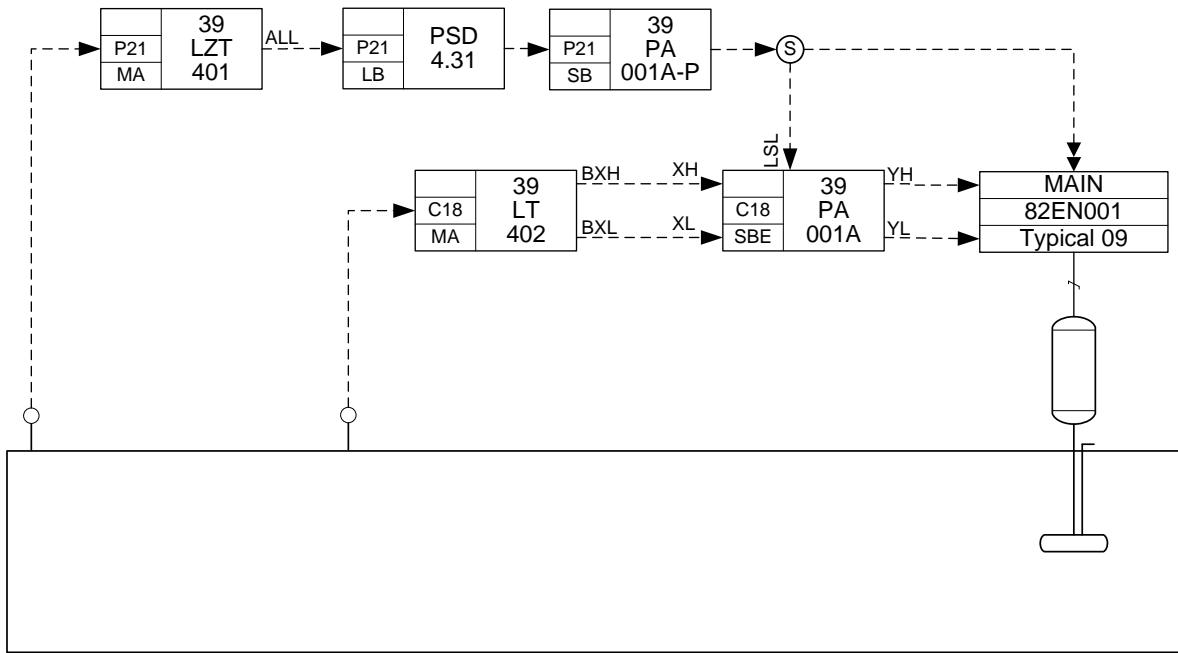 39
LZT
401
P21
MA
ALL
PSD
4.31
P21
LB
39
PA
001A-P
P21
SB
S
LSL
39
LT
402
C18
MA
BXH
XH
BXL
XL
39
PA
001A
C18
SBE
YH
YL
MAIN
82EN001
Typical 09